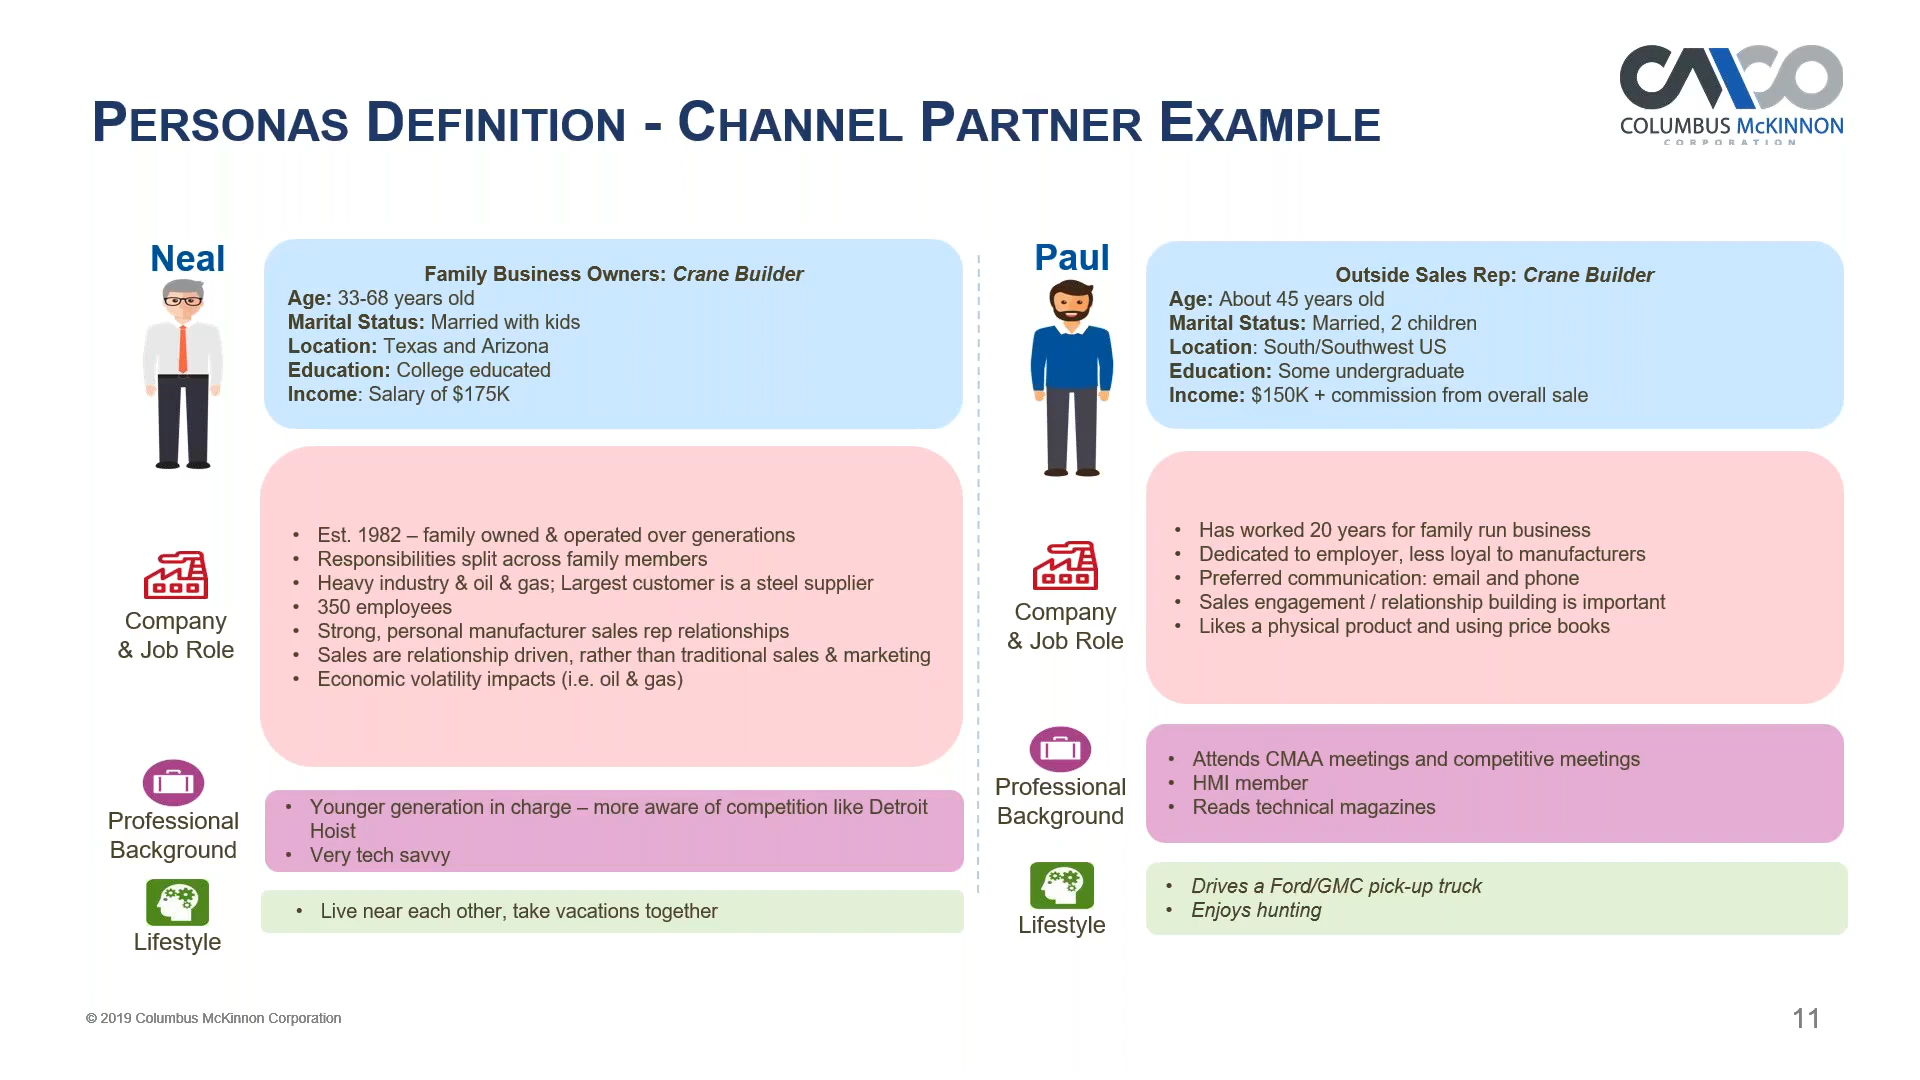 PERSONAS DEFINITION - CHANNEL PARTNER EXAMPLE
CMCO
COLUMBUS McKINNON
CORPORATION
Neal
Family Business Owners: Crane Builder
Age: 33-68 years old
Marital Status: Married with kids
Location: Texas and Arizona
Education: College educated
Income: Salary of $175K
Company
& Job Role
• Est. 1982 – family owned & operated over generations
• Responsibilities split across family members
• Heavy industry & oil & gas; Largest customer is a steel supplier
• 350 employees
• Strong, personal manufacturer sales rep relationships
• Sales are relationship driven, rather than traditional sales & marketing
• Economic volatility impacts (i.e. oil & gas)
Professional
Background
• Younger generation in charge – more aware of competition like Detroit
Hoist
• Very tech savvy
Lifestyle
• Live near each other, take vacations together
Paul
Outside Sales Rep: Crane Builder
Age: About 45 years old
Marital Status: Married, 2 children
Location: South/Southwest US
Education: Some undergraduate
Income: $150K + commission from overall sale
Company
& Job Role
• Has worked 20 years for family run business
• Dedicated to employer, less loyal to manufacturers
• Preferred communication: email and phone
• Sales engagement / relationship building is important
• Likes a physical product and using price books
Professional
Background
• Attends CMAA meetings and competitive meetings
• HMI member
• Reads technical magazines
Lifestyle
• Drives a Ford/GMC pick-up truck
• Enjoys hunting
© 2019 Columbus McKinnon Corporation
11